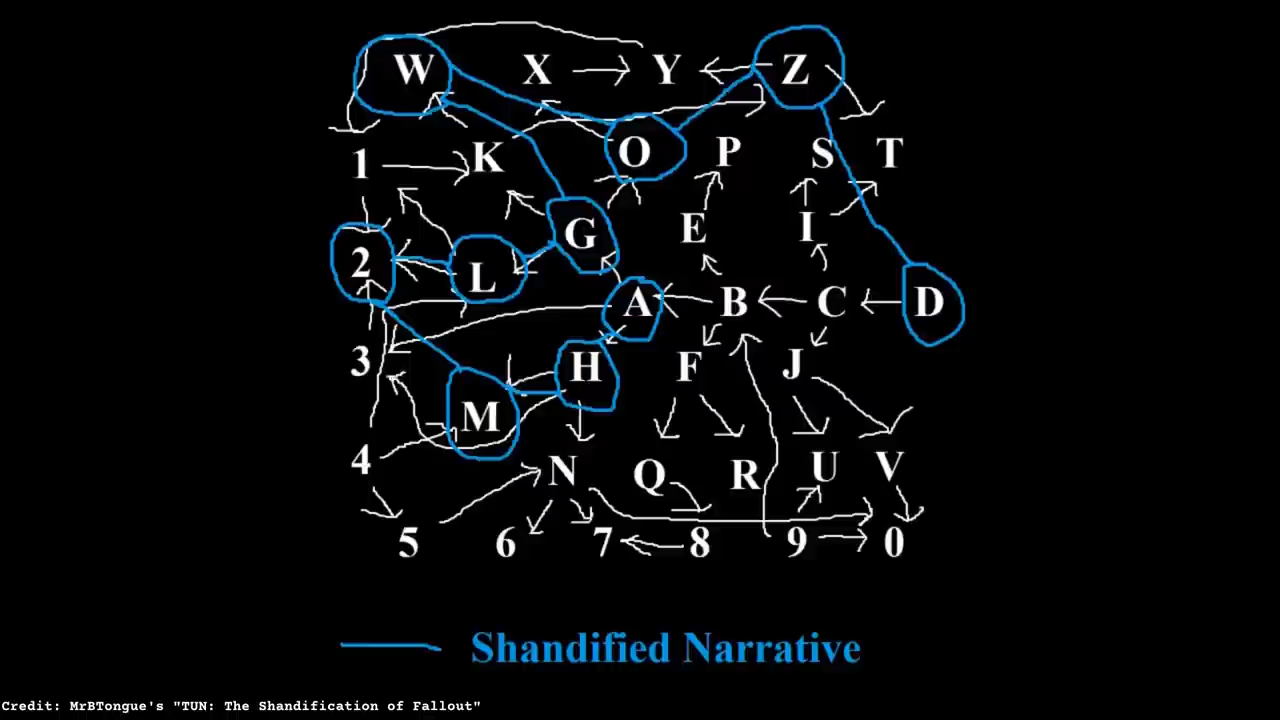 W X Y Z
1 K O P S T
G E I
2 L
A B C D
3 H F J
M
4 N Q R U V
5 6 7 8 9 0
Shandified Narrative
Credit: MrBTongue's "TUN: The Shandification of Fallout"